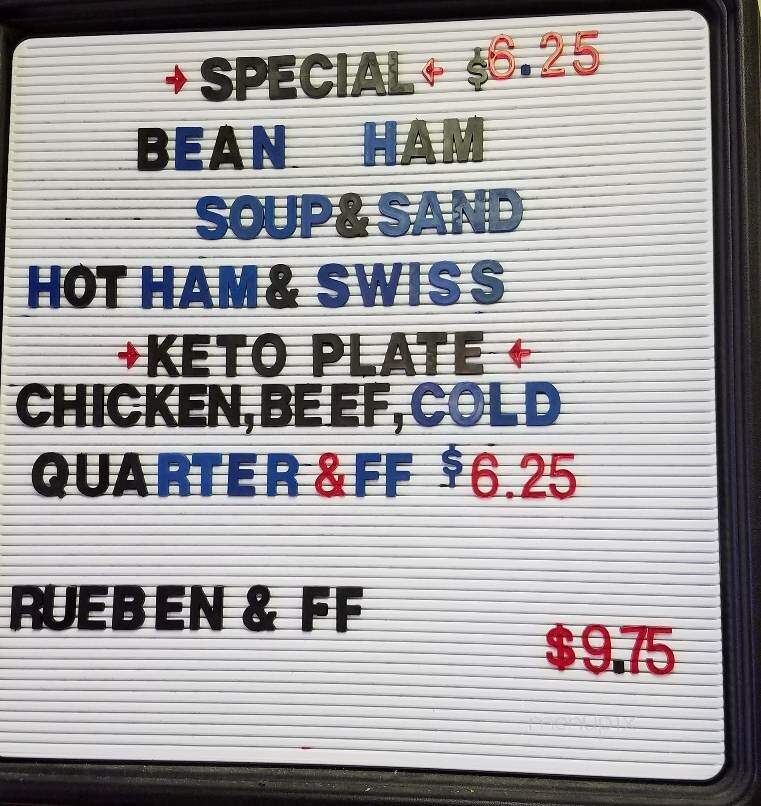 → SPECIAL ← $6.25
BEAN HAM
SOUP & SAND
HOT HAM & SWISS
→ KETO PLATE ←
CHICKEN, BEEF, COLD
QUARTER & FF $6.25
RUEBEN & FF
$9.75